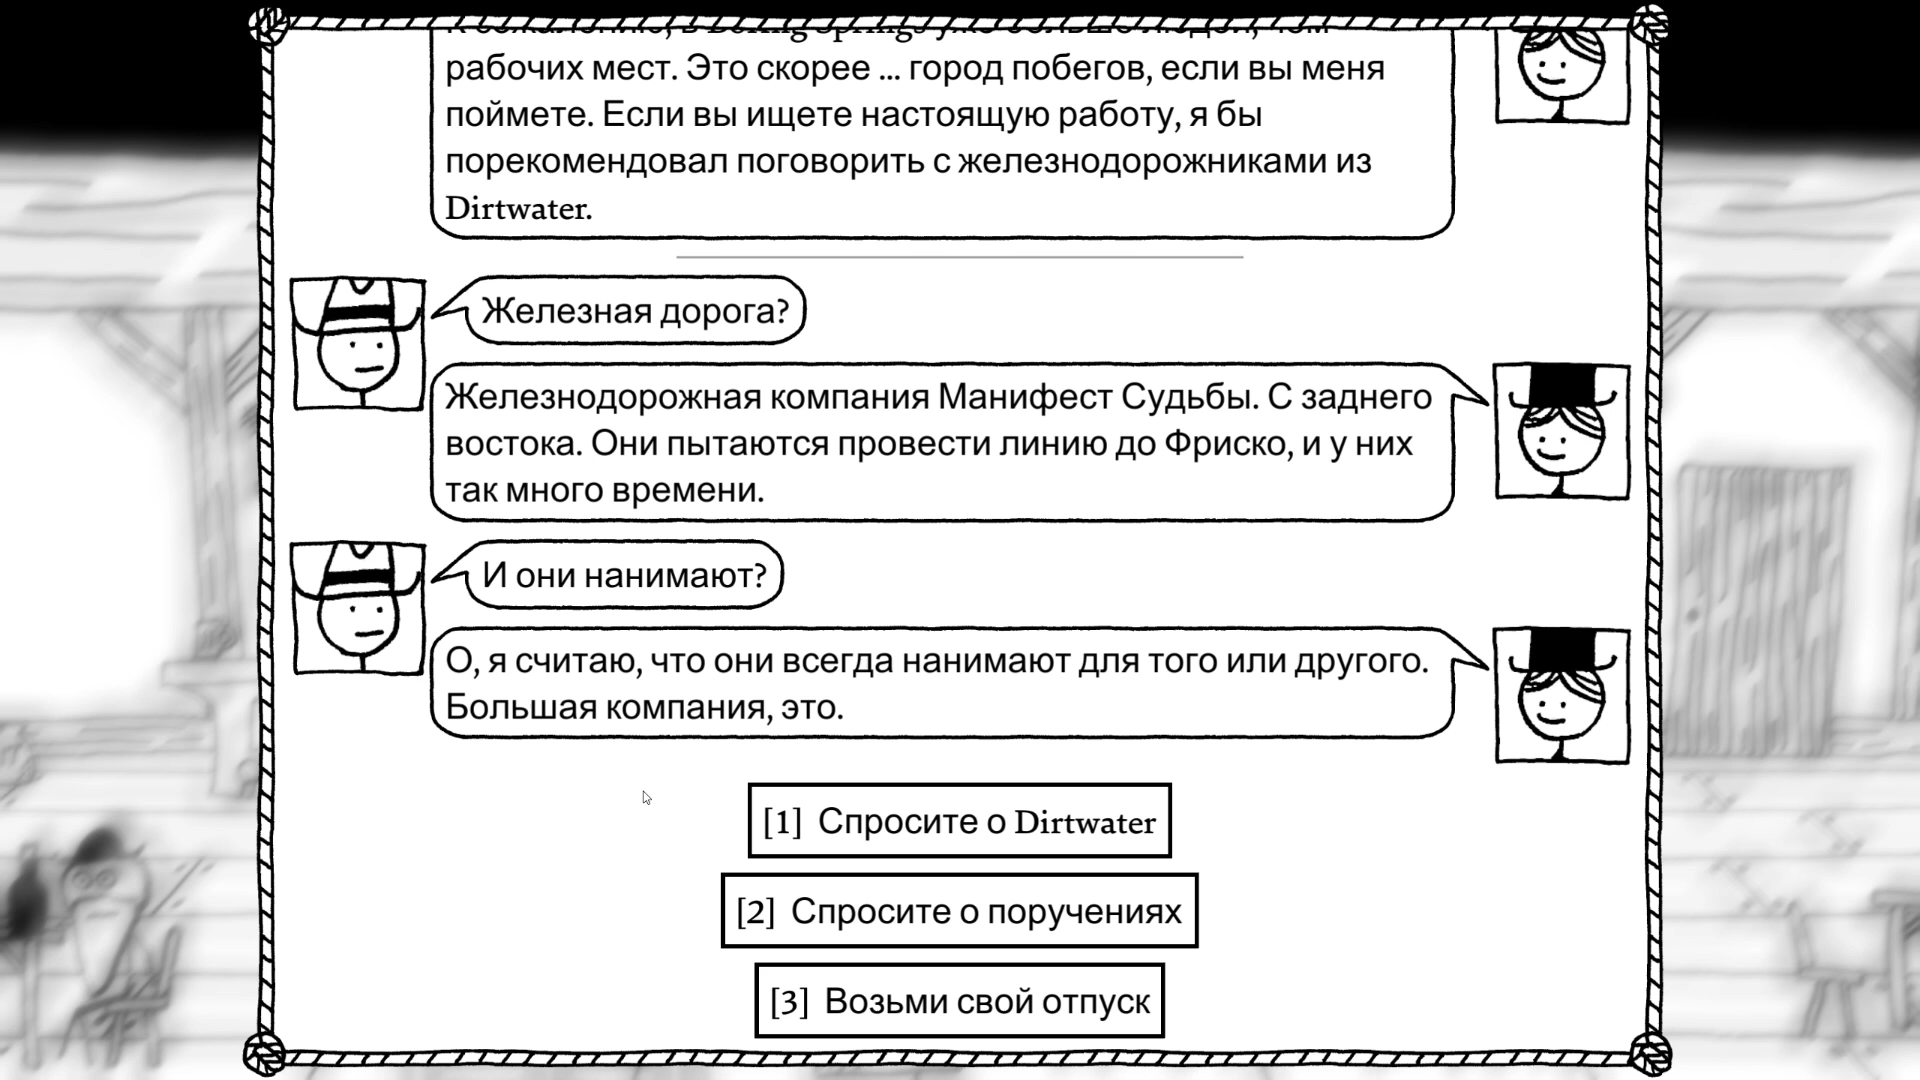 рабочих мест. Это скорее ... город побегов, если вы меня
поймете. Если вы ищете настоящую работу, я бы
порекомендовал поговорить с железнодорожниками из
Dirtwater.
Железная дорога?
Железнодорожная компания Манифест Судьбы. С заднего
востока. Они пытаются провести линию до Фриско, и у них
так много времени.
И они нанимают?
О, я считаю, что они всегда нанимают для того или другого.
Большая компания, это.
[1] Спросите о Dirtwater
[2] Спросите о поручениях
[3] Возьми свой отпуск